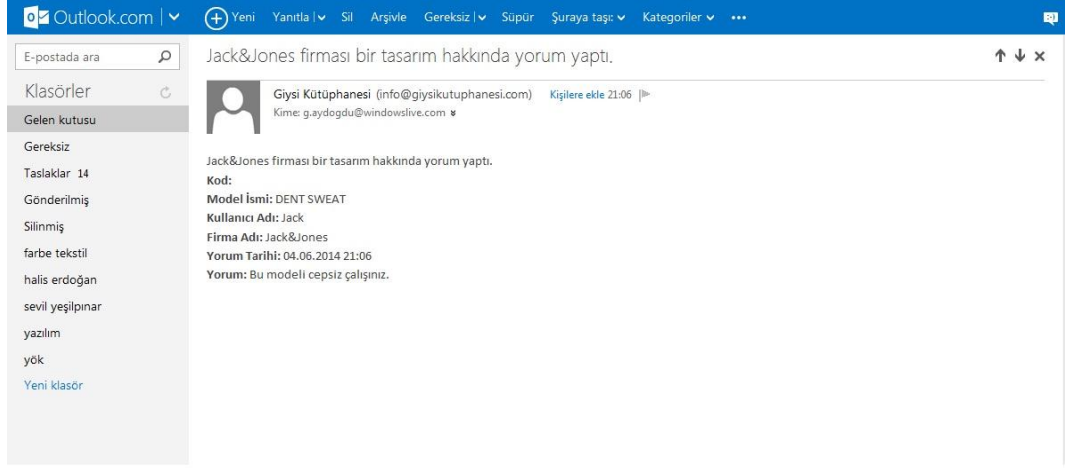 Outlook.com
Yeni Yanıtla Sil Arşivle Gereksiz Süpür Şuraya taşı: Kategoriler •••
E-postada ara
Klasörler
Gelen kutusu
Gereksiz
Taslaklar 14
Gönderilmiş
Silinmiş
farbe tekstil
halis erdoğan
sevil yeşilpınar
yazılım
yök
Yeni klasör
Jack&Jones firması bir tasarım hakkında yorum yaptı.
Giysi Kütüphanesi (info@giysikutuphanesi.com) Kişilere ekle 21:06
Kime: g.aydogdu@windowslive.com
Jack&Jones firması bir tasarım hakkında yorum yaptı.
Kod:
Model İsmi: DENT SWEAT
Kullanıcı Adı: Jack
Firma Adı: Jack&Jones
Yorum Tarihi: 04.06.2014 21:06
Yorum: Bu modeli cepsiz çalışınız.